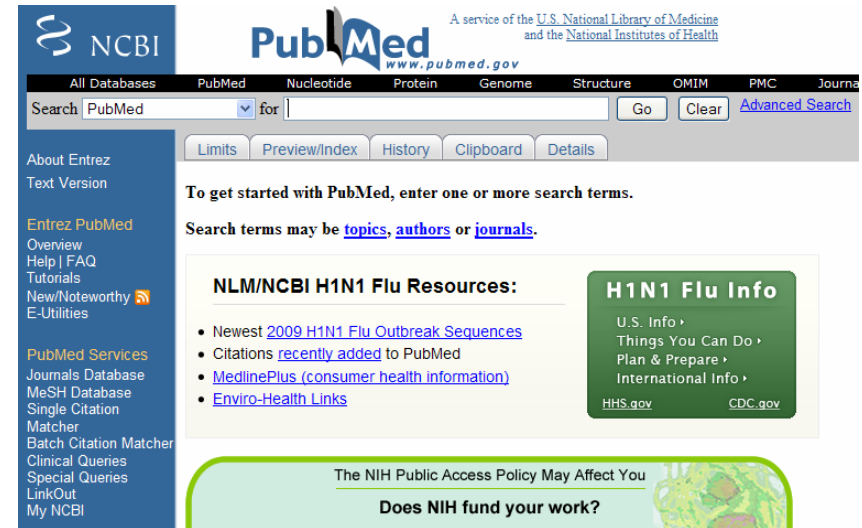 NCBI
PubMed
www.pubmed.gov
A service of the U.S. National Library of Medicine
and the National Institutes of Health
All Databases PubMed Nucleotide Protein Genome Structure OMIM PMC Journa
Search PubMed for Go Clear Advanced Search
Limits Preview/Index History Clipboard Details
About Entrez
Text Version
Entrez PubMed
Overview
Help | FAQ
Tutorials
New/Noteworthy
E-Utilities
PubMed Services
Journals Database
MeSH Database
Single Citation
Matcher
Batch Citation Matcher
Clinical Queries
Special Queries
LinkOut
My NCBI
To get started with PubMed, enter one or more search terms.
Search terms may be topics, authors or journals.
NLM/NCBI H1N1 Flu Resources:
• Newest 2009 H1N1 Flu Outbreak Sequences
• Citations recently added to PubMed
• MedlinePlus (consumer health information)
• Enviro-Health Links
H1N1 Flu Info
U.S. Info
Things You Can Do
Plan & Prepare
International Info
HHS.gov CDC.gov
The NIH Public Access Policy May Affect You
Does NIH fund your work?